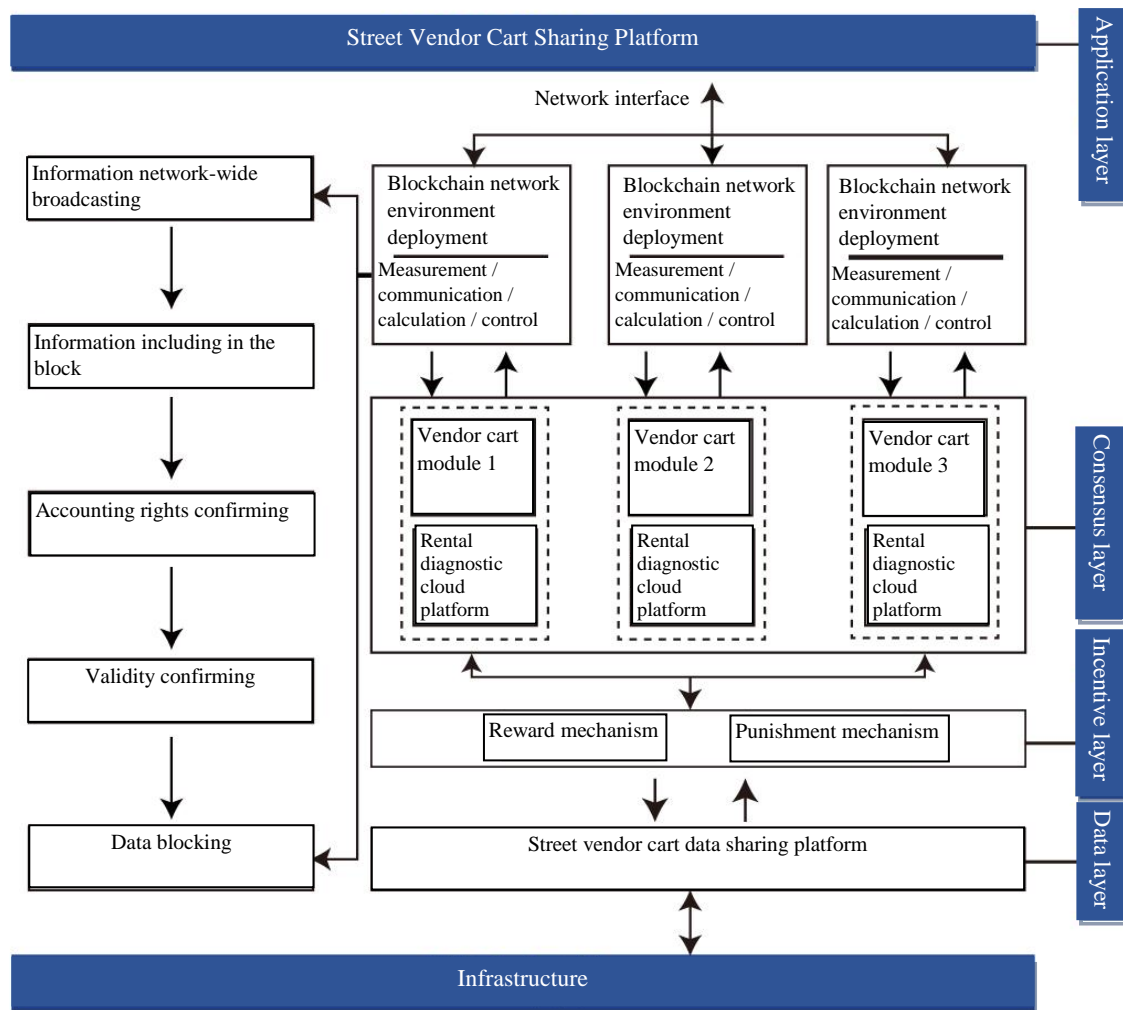 Street Vendor Cart Sharing Platform
Application layer
Network interface
Information network-wide
broadcasting
Information including in the
block
Accounting rights confirming
Validity confirming
Data blocking
Blockchain network
environment
deployment
Measurement /
communication /
calculation / control
Blockchain network
environment
deployment
Measurement /
communication /
calculation / control
Blockchain network
environment
deployment
Measurement /
communication /
calculation / control
Vendor cart
module 1
Rental
diagnostic
cloud
platform
Vendor cart
module 2
Rental
diagnostic
cloud
platform
Vendor cart
module 3
Rental
diagnostic
cloud
platform
Consensus layer
Reward mechanism
Punishment mechanism
Incentive layer
Street vendor cart data sharing platform
Data layer
Infrastructure